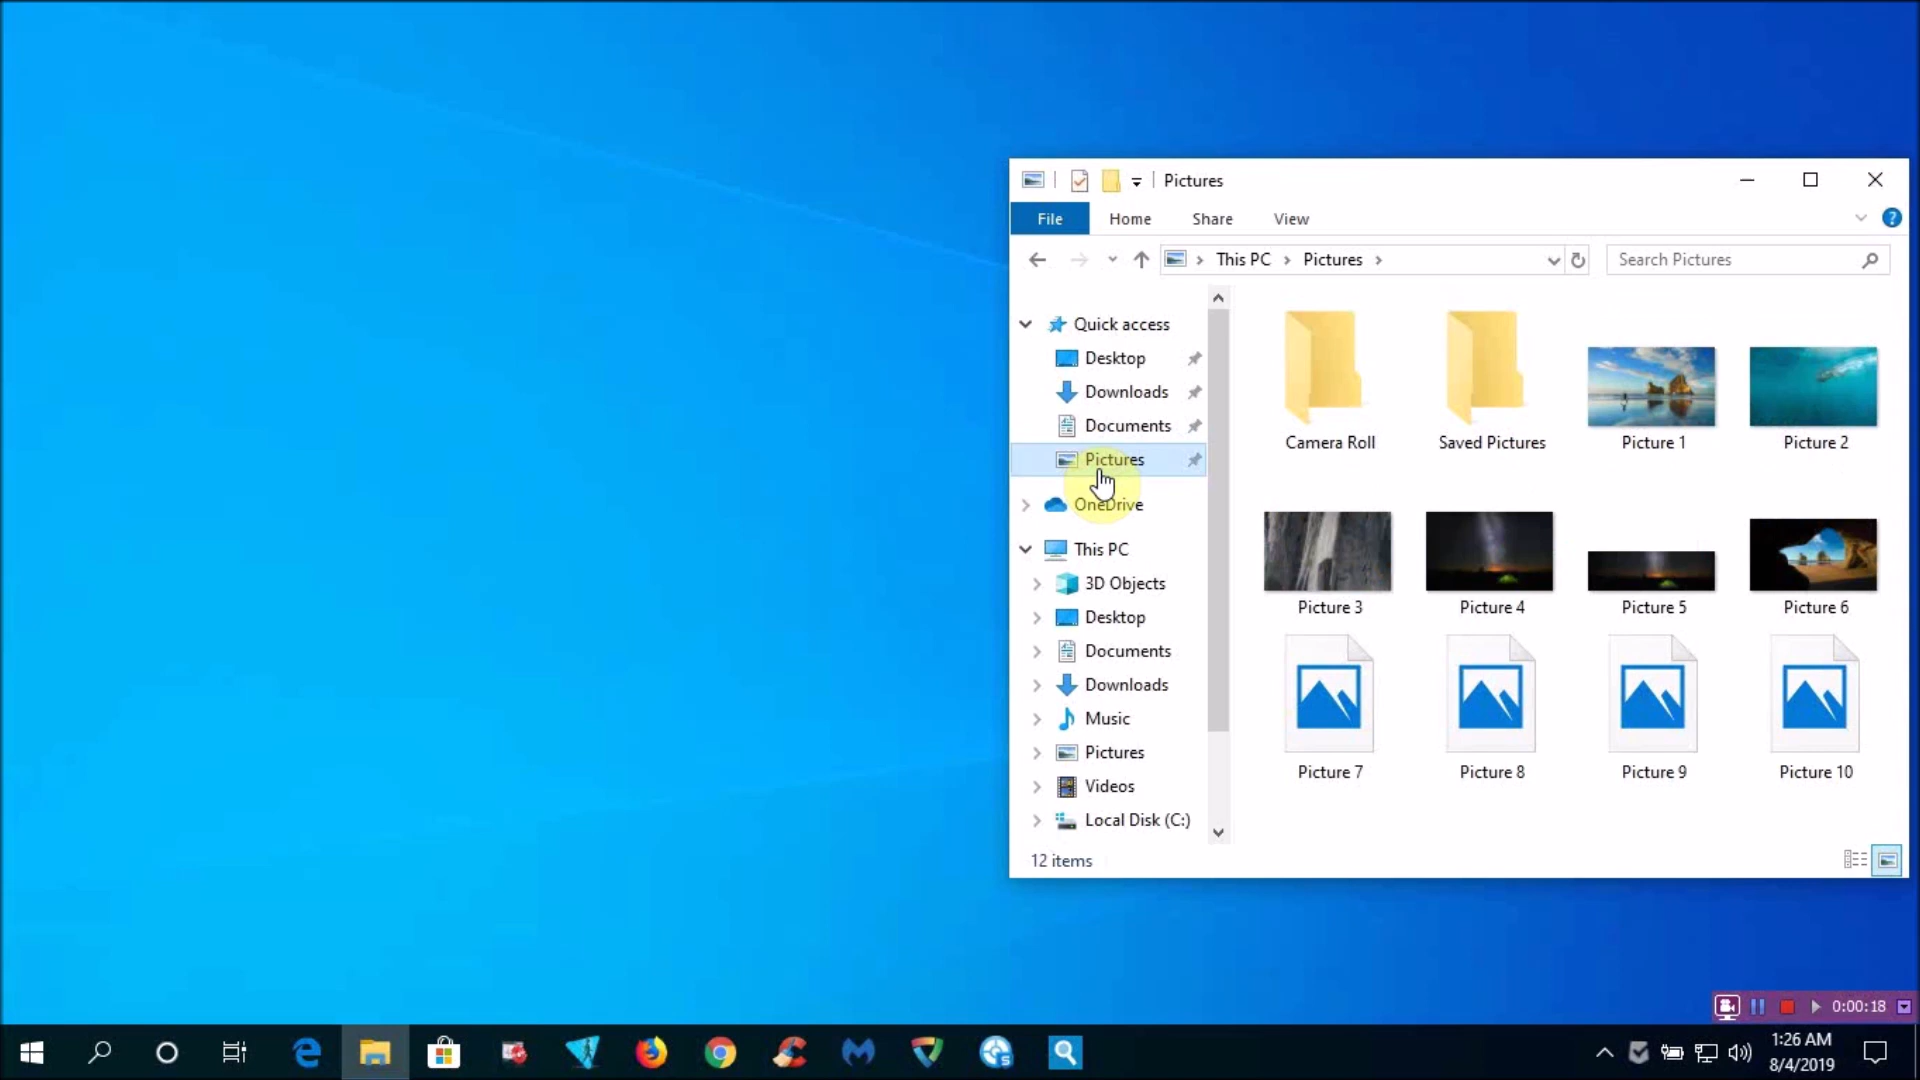 Pictures
File Home Share View
This PC Pictures
Search Pictures
Quick access
Desktop
Downloads
Documents
Pictures
OneDrive
This PC
3D Objects
Desktop
Documents
Downloads
Music
Pictures
Videos
Local Disk (C:)
Camera Roll Saved Pictures Picture 1 Picture 2
Picture 3 Picture 4 Picture 5 Picture 6
Picture 7 Picture 8 Picture 9 Picture 10
12 items
0:00:18
1:26 AM
8/4/2019